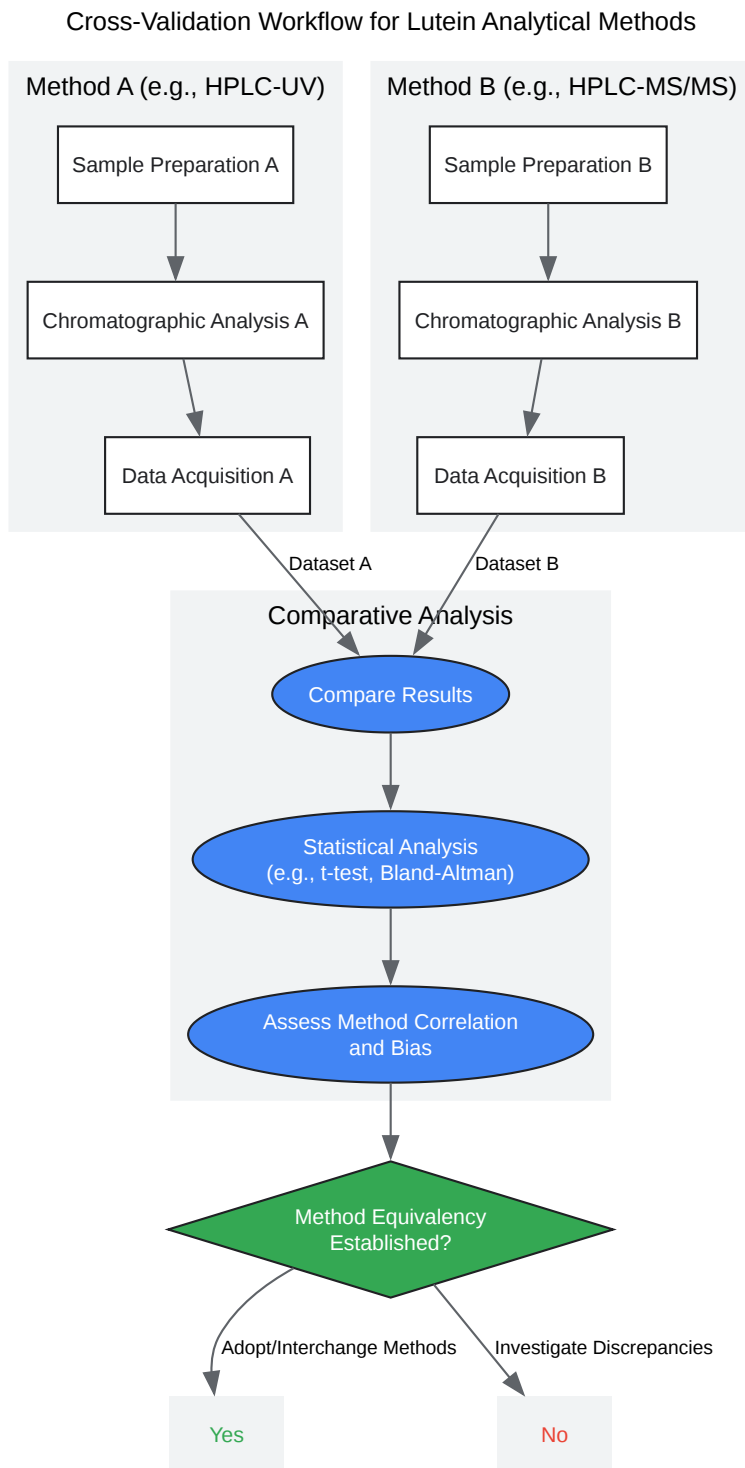 Cross-Validation Workflow for Lutein Analytical Methods
Method A (e.g., HPLC-UV)
Sample Preparation A
Chromatographic Analysis A
Data Acquisition A
Method B (e.g., HPLC-MS/MS)
Sample Preparation B
Chromatographic Analysis B
Data Acquisition B
Dataset A
Dataset B
Comparative Analysis
Compare Results
Statistical Analysis
(e.g., t-test, Bland-Altman)
Assess Method Correlation
and Bias
Method Equivalency
Established?
Adopt/Interchange Methods
Investigate Discrepancies
Yes
No